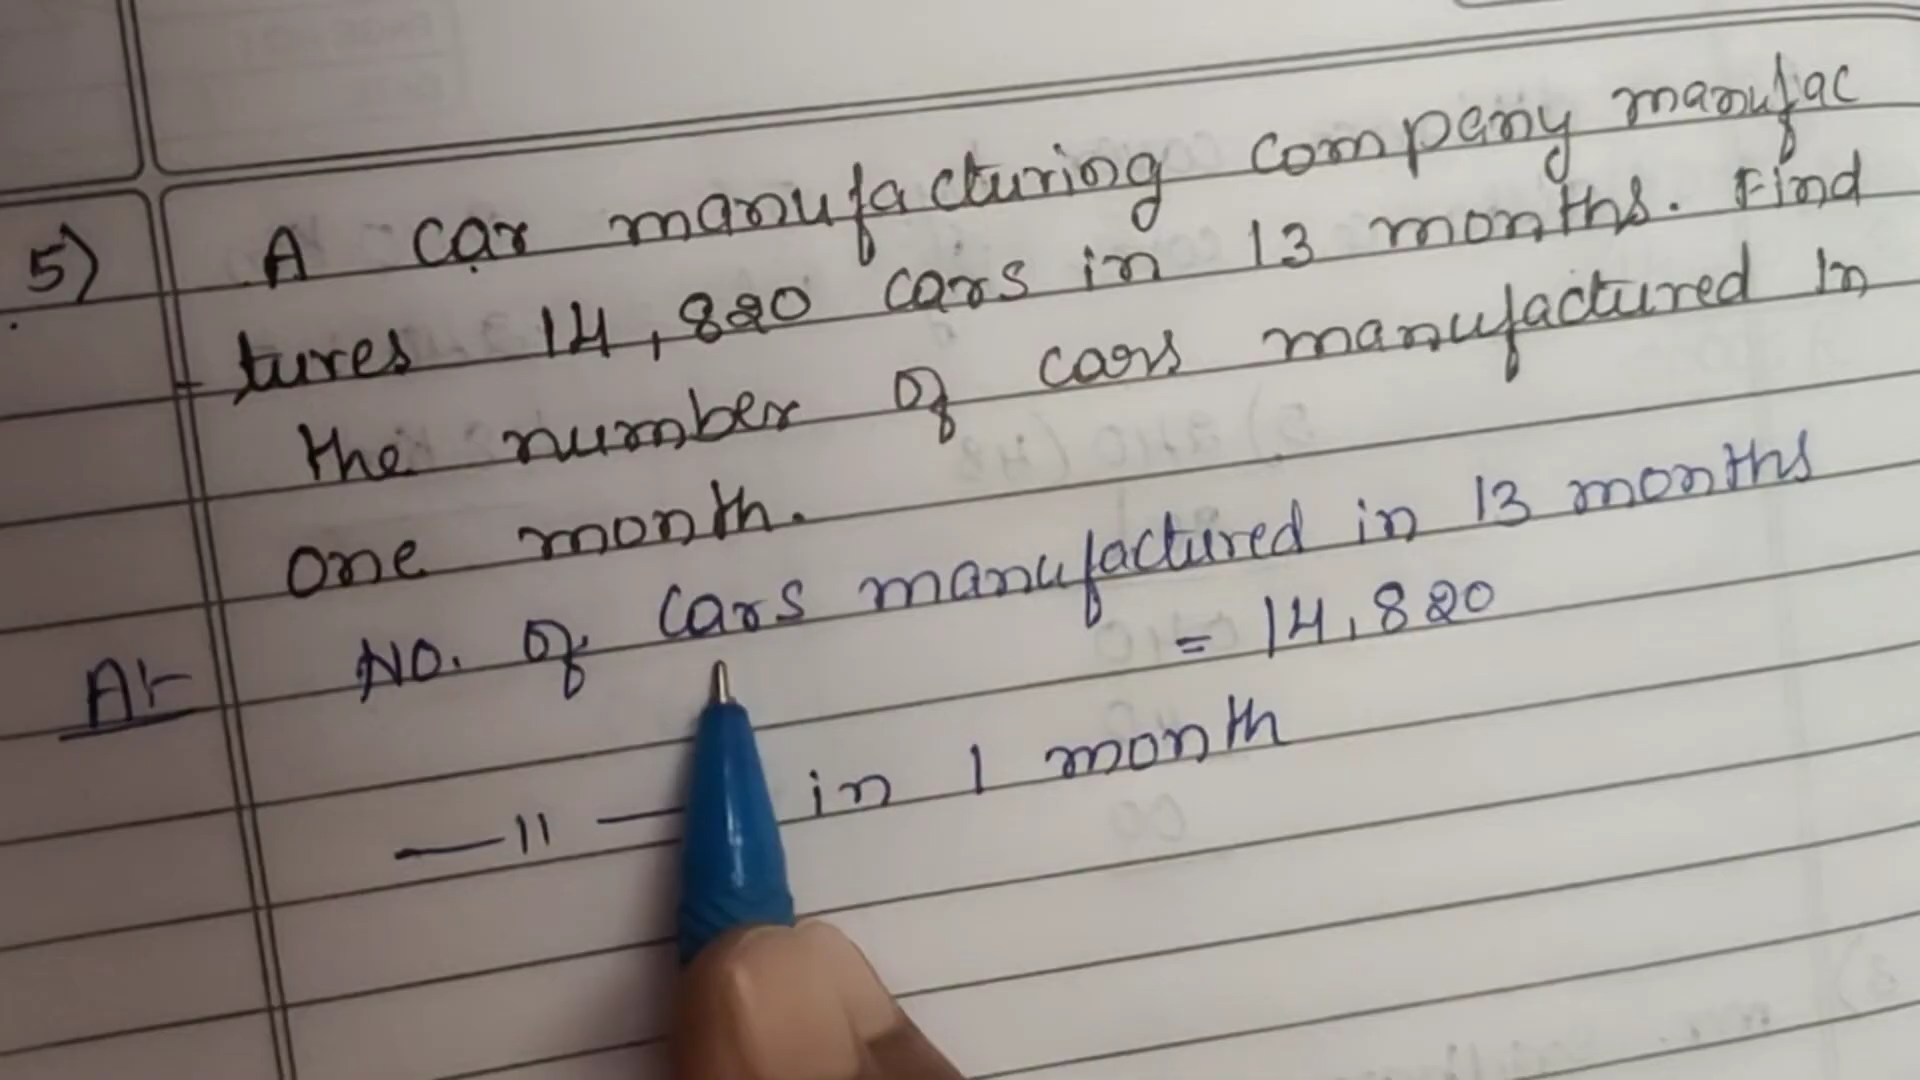 5) A car manufacturing company manufac
tures 14,820 cars in 13 months. Find
the number of cars manufactured in
one month.
A:- No. of cars manufactured in 13 months
= 14,820
—11— in 1 month